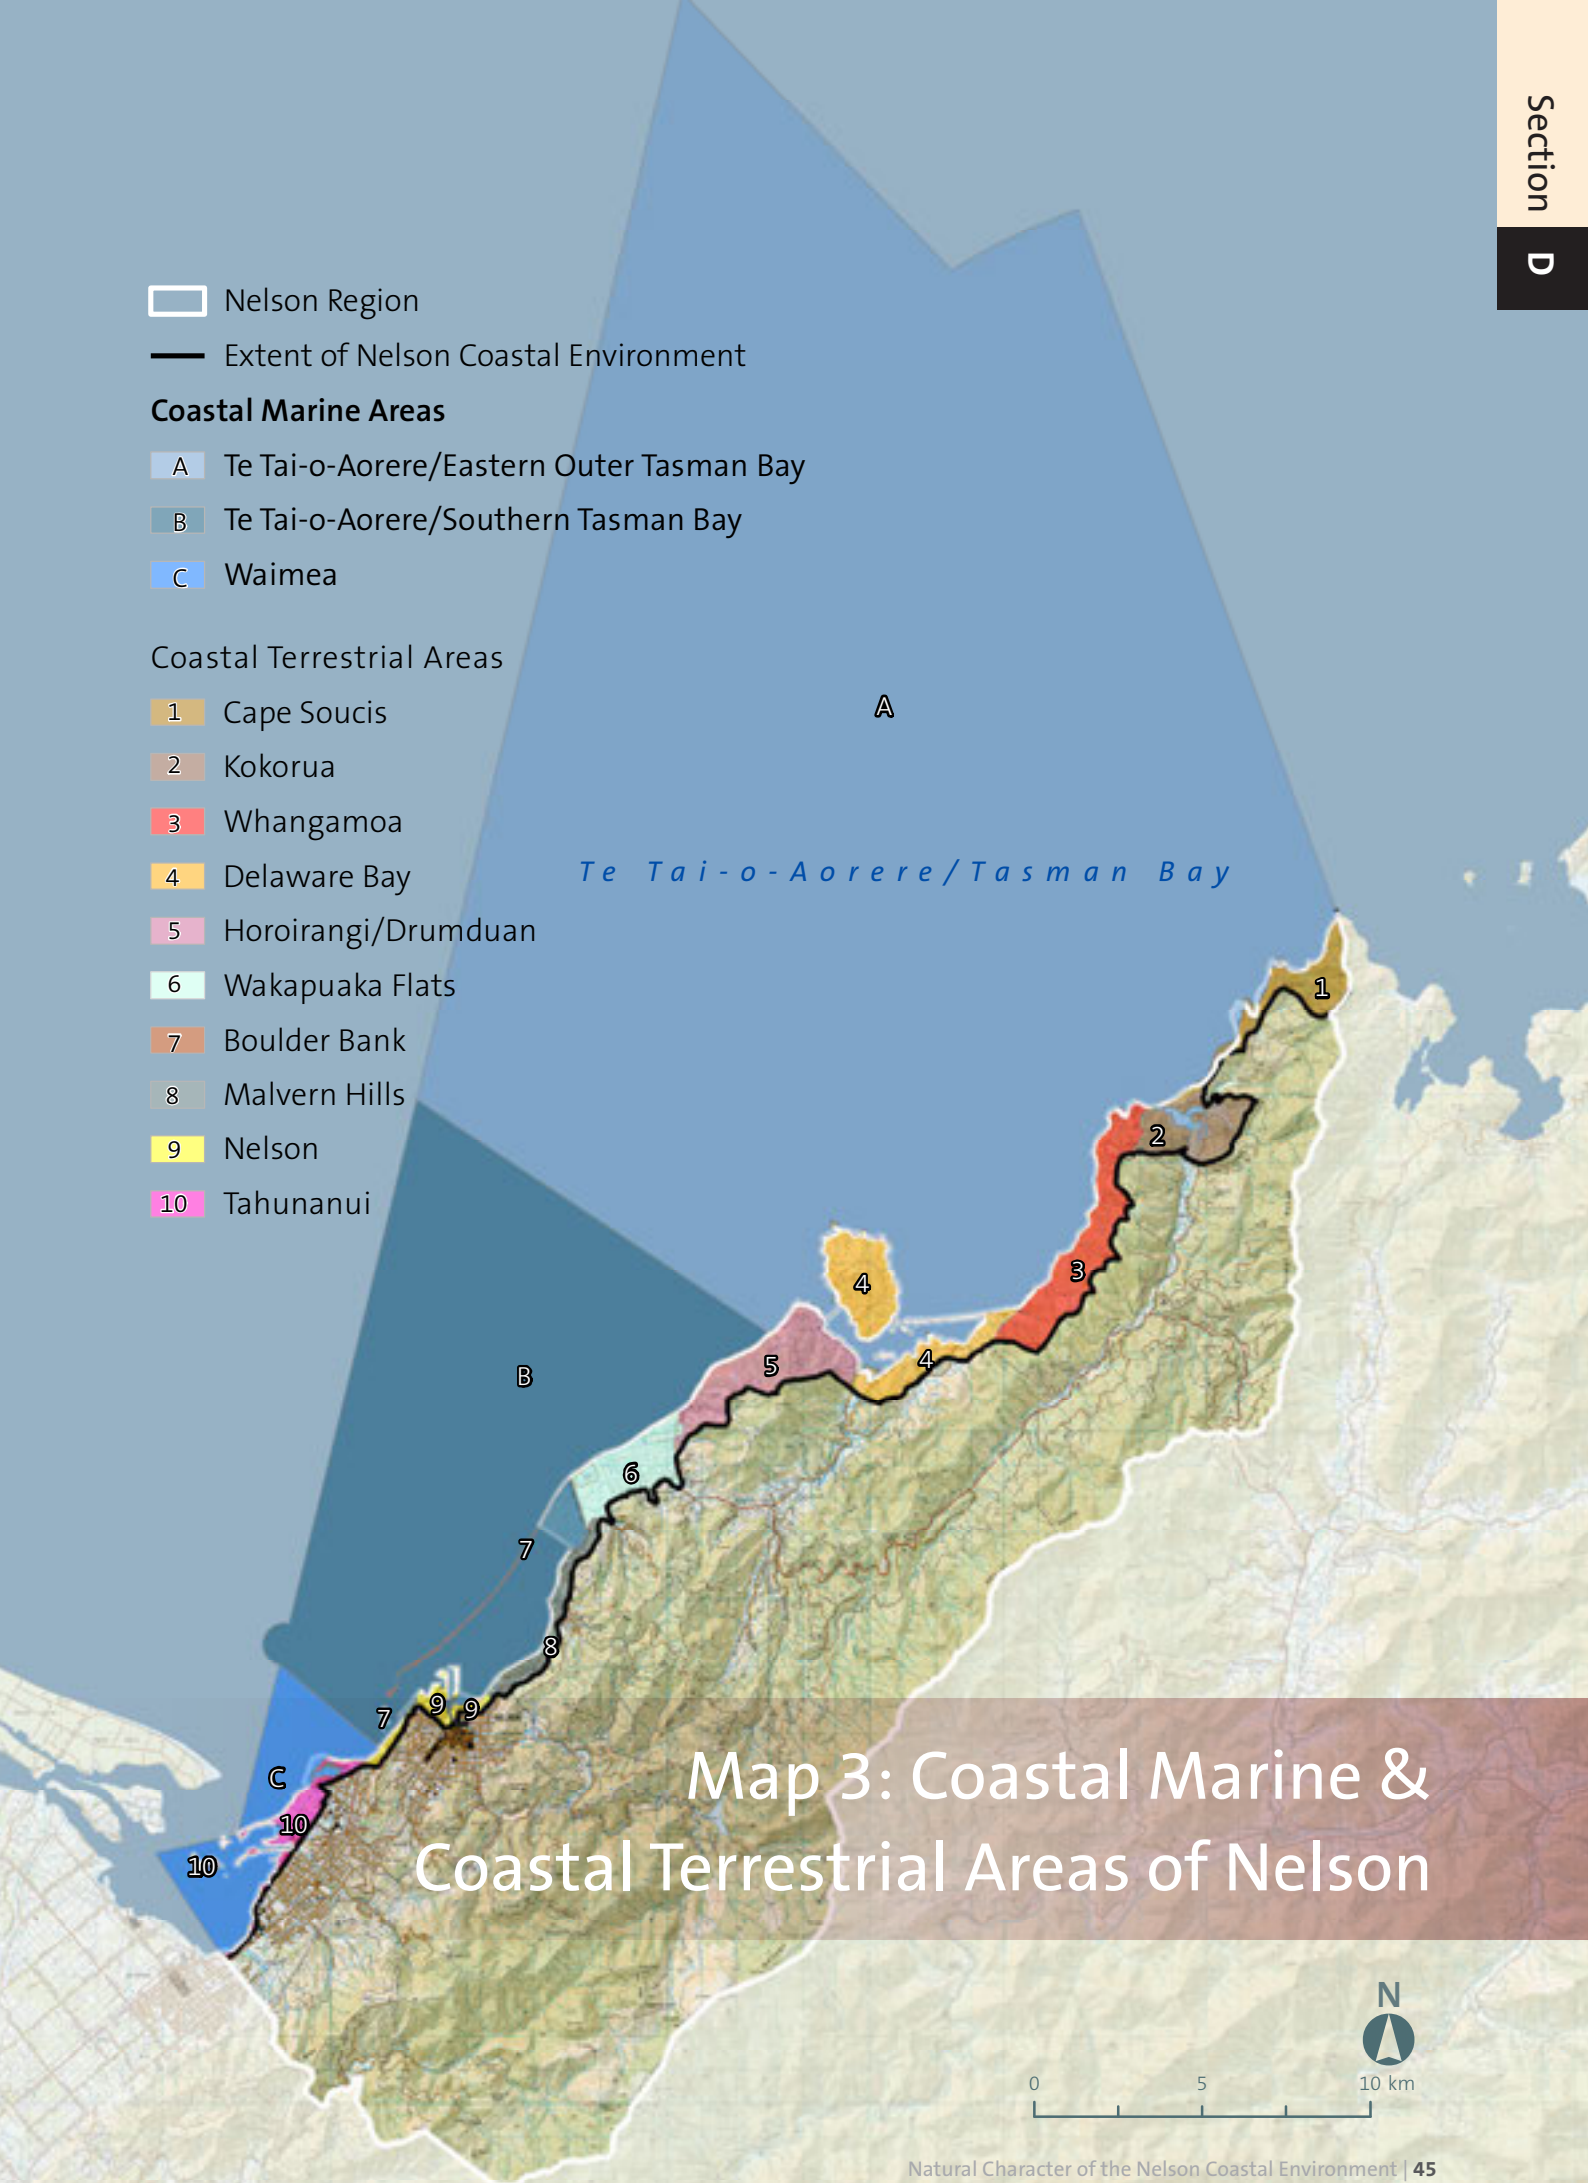 Section
D
Nelson Region
Extent of Nelson Coastal Environment
Coastal Marine Areas
A Te Tai-o-Aorere/Eastern Outer Tasman Bay
B Te Tai-o-Aorere/Southern Tasman Bay
C Waimea
Coastal Terrestrial Areas
1 Cape Soucis
2 Kokorua
3 Whangamoa
4 Delaware Bay
5 Horoirangi/Drumduan
6 Wakapuaka Flats
7 Boulder Bank
8 Malvern Hills
9 Nelson
10 Tahunanui
A
Te Tai-o-Aorere/Tasman Bay
1
2
3
4
4
5
B
6
7
8
9
9
7
C
10
10
Map 3: Coastal Marine &
Coastal Terrestrial Areas of Nelson
N
0 5 10 km
Natural Character of the Nelson Coastal Environment | 45